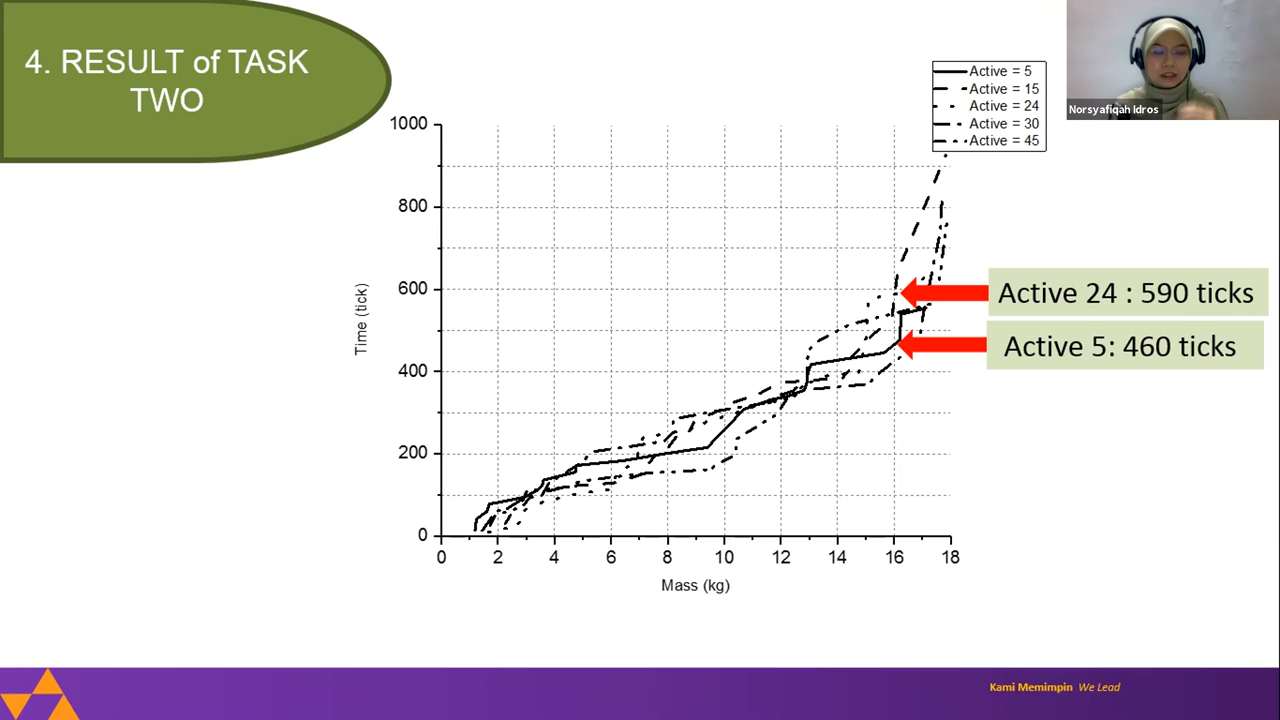 4. RESULT of TASK
TWO
Norsyafiqah Idros
Active = 5
Active = 15
Active = 24
Active = 30
Active = 45
1000
800
600
400
200
0
Time (tick)
0 2 4 6 8 10 12 14 16 18
Mass (kg)
Active 24 : 590 ticks
Active 5: 460 ticks
Kami Memimpin We Lead